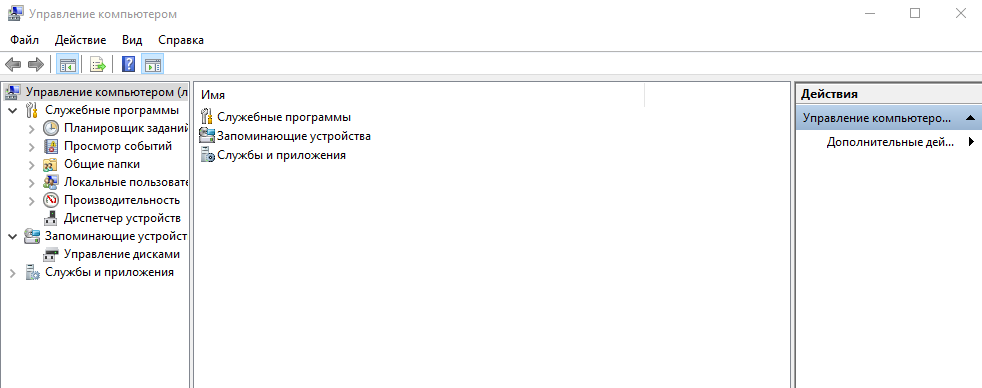 Управление компьютером
Файл Действие Вид Справка
Управление компьютером (л
Служебные программы
Планировщик заданий
Просмотр событий
Общие папки
Локальные пользовате
Производительность
Диспетчер устройств
Запоминающие устройст
Управление дисками
Службы и приложения
Имя
Служебные программы
Запоминающие устройства
Службы и приложения
Действия
Управление компьютеро...
Дополнительные дей...